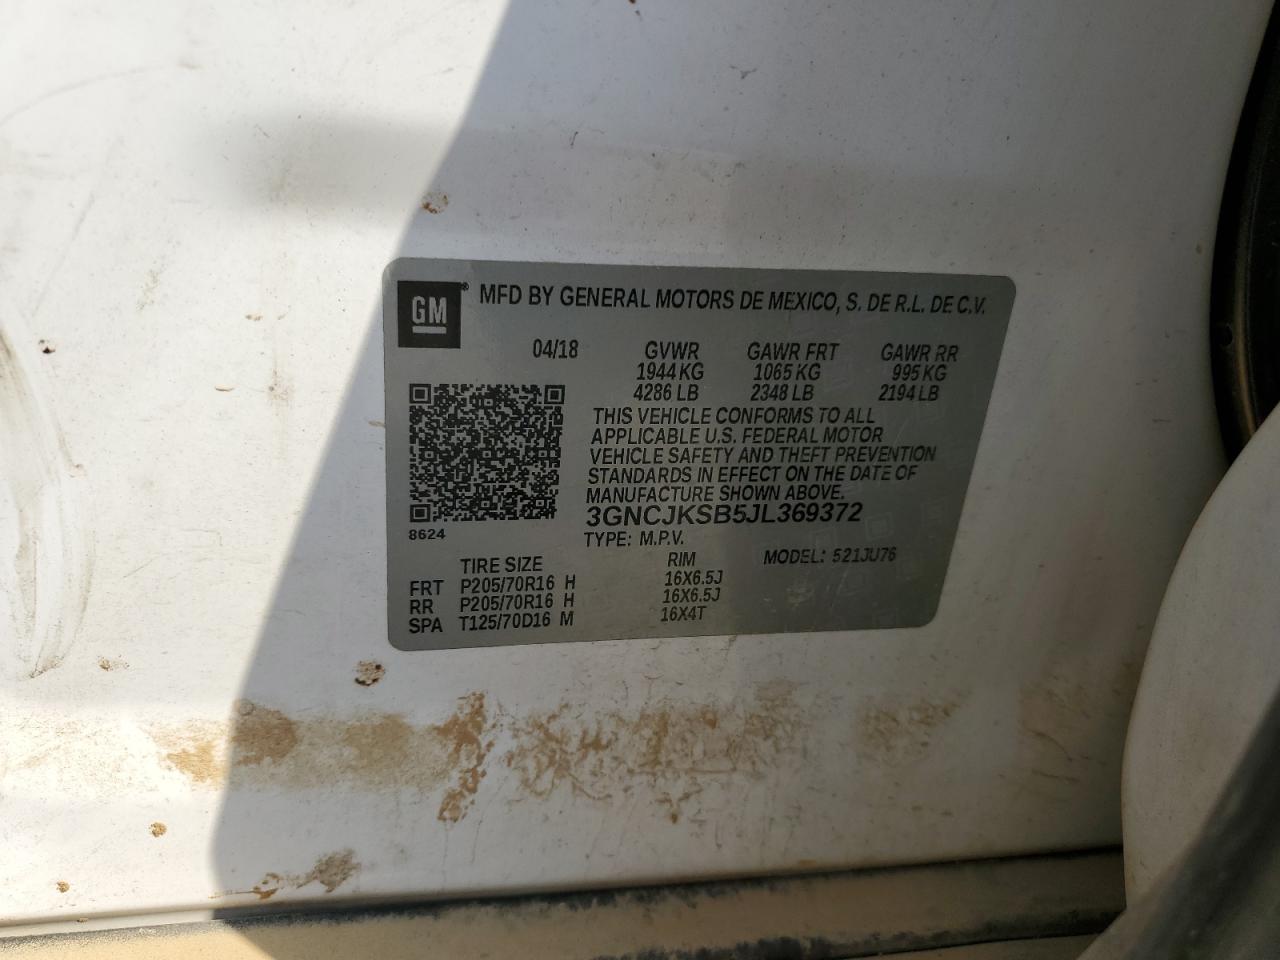 GM ® MFD BY GENERAL MOTORS DE MEXICO, S. DE R.L. DE C.V.
04/18 GVWR GAWR FRT GAWR RR
1944 KG 1065 KG 995 KG
4286 LB 2348 LB 2194 LB
THIS VEHICLE CONFORMS TO ALL
APPLICABLE U.S. FEDERAL MOTOR
VEHICLE SAFETY AND THEFT PREVENTION
STANDARDS IN EFFECT ON THE DATE OF
MANUFACTURE SHOWN ABOVE.
3GNCJKSB5JL369372
8624
TYPE: M.P.V. MODEL: 521JU76
TIRE SIZE RIM
FRT P205/70R16 H 16X6.5J
RR P205/70R16 H 16X6.5J
SPA T125/70D16 M 16X4T